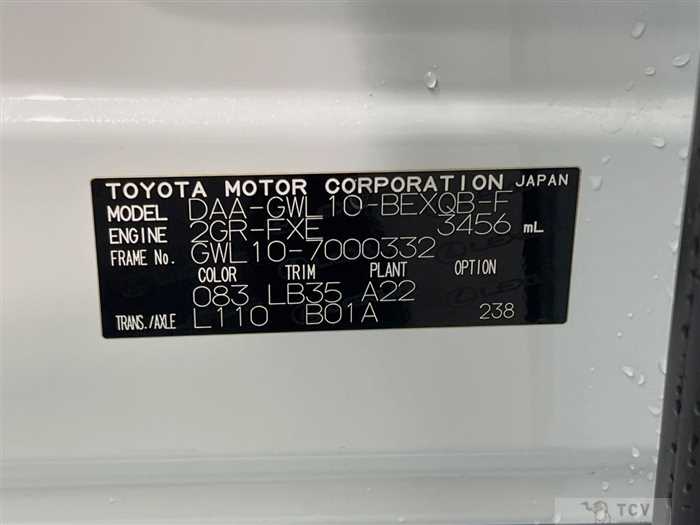 TOYOTA MOTOR CORPORATION JAPAN
MODEL DAA-GWL10-BEXQB-F
ENGINE 2GR-FXE 3456 mL
FRAME No. GWL10-7000332
COLOR TRIM PLANT OPTION
083 LB35 A22
TRANS./AXLE L110 B01A 238
TCV